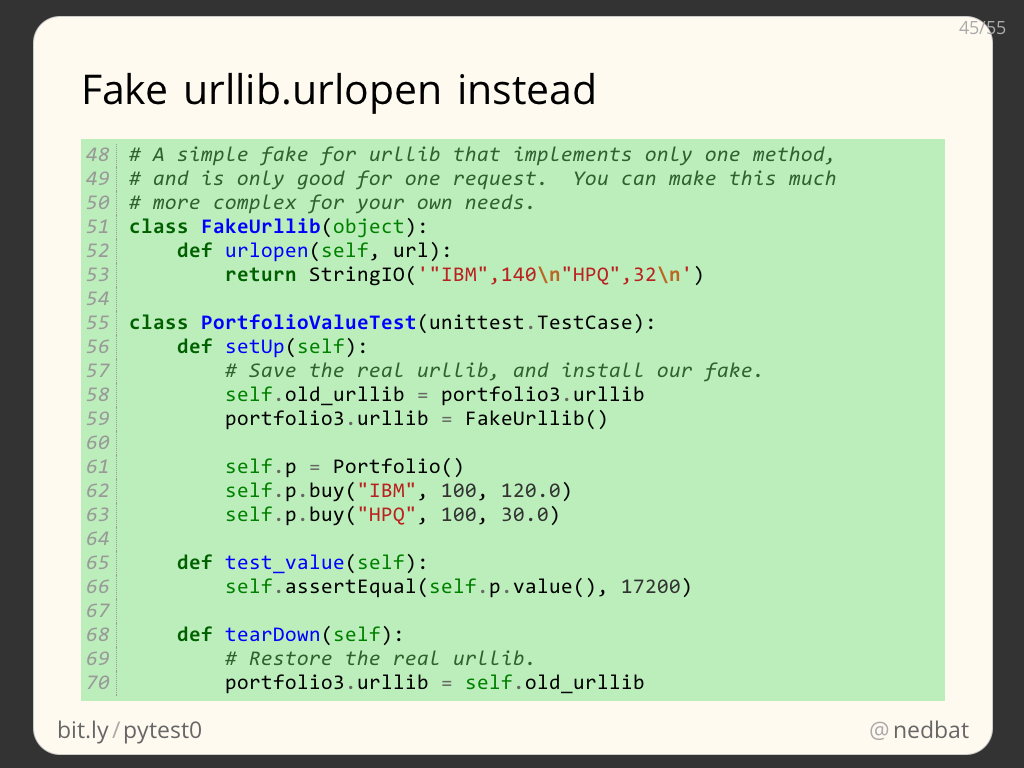 45/55
Fake urllib.urlopen instead
48 # A simple fake for urllib that implements only one method,
49 # and is only good for one request.  You can make this much
50 # more complex for your own needs.
51 class FakeUrllib(object):
52     def urlopen(self, url):
53         return StringIO('"IBM",140\n"HPQ",32\n')
54
55 class PortfolioValueTest(unittest.TestCase):
56     def setUp(self):
57         # Save the real urllib, and install our fake.
58         self.old_urllib = portfolio3.urllib
59         portfolio3.urllib = FakeUrllib()
60
61         self.p = Portfolio()
62         self.p.buy("IBM", 100, 120.0)
63         self.p.buy("HPQ", 100, 30.0)
64
65     def test_value(self):
66         self.assertEqual(self.p.value(), 17200)
67
68     def tearDown(self):
69         # Restore the real urllib.
70         portfolio3.urllib = self.old_urllib
bit.ly/pytest0
@nedbat